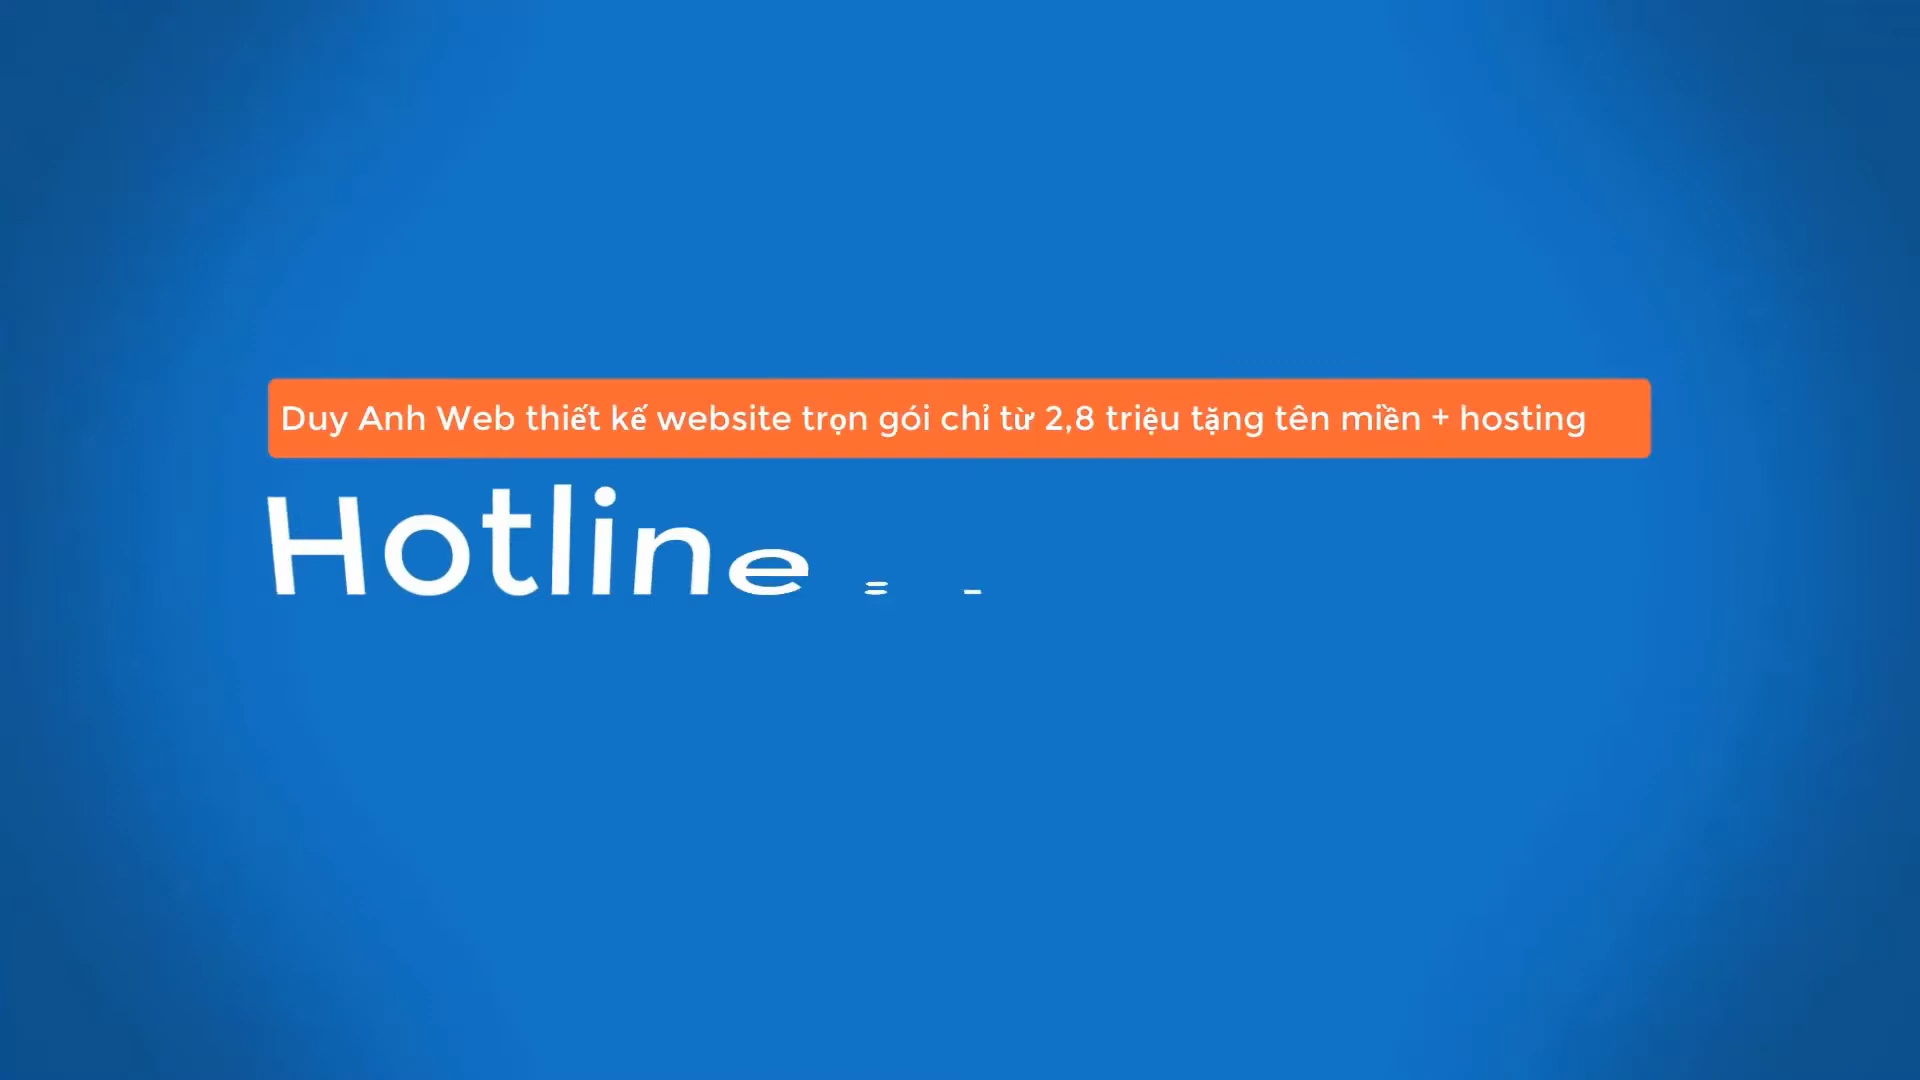 Duy Anh Web thiết kế website trọn gói chỉ từ 2,8 triệu tặng tên miền + hosting
Hotline :